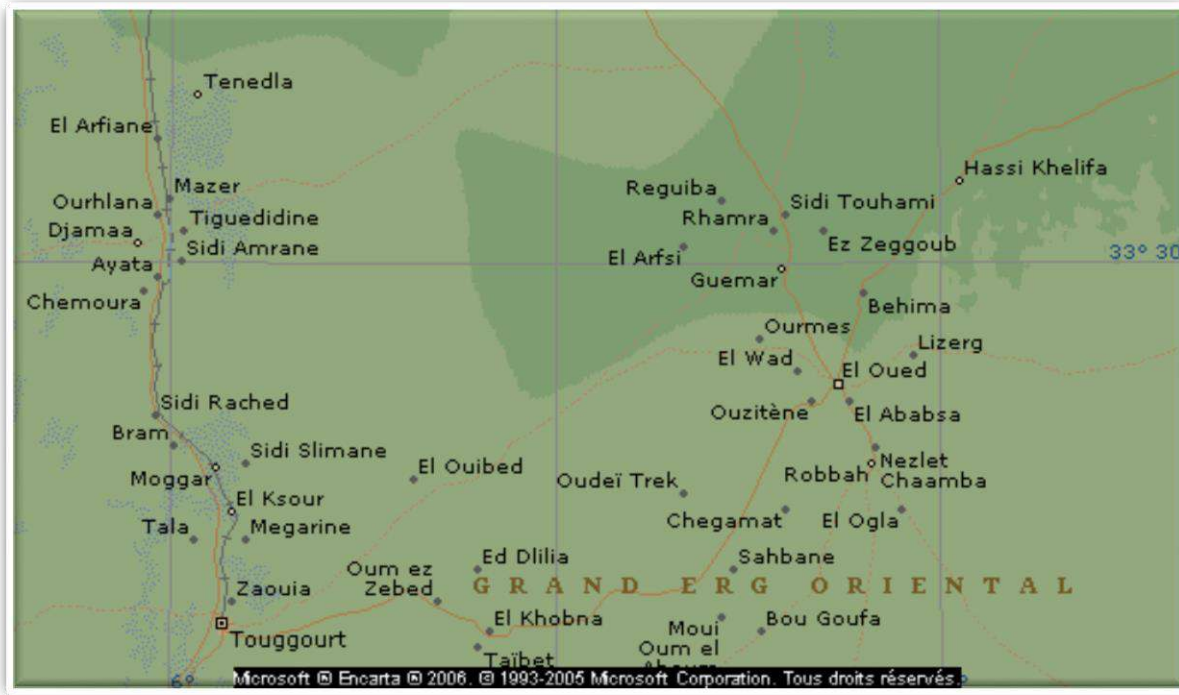 Tenedla
El Arfiane
Hassi Khelifa
Mazer
Reguiba
Ourhlana
Sidi Touhami
Tiguedidine
Rhamra
Djamaa
Ez Zeggoub
Sidi Amrane
El Arfsi
33° 30
Ayata
Guemar
Chemoura
Behima
Ourmes
Lizerg
El Wad
El Oued
Sidi Rached
Ouzitène
El Ababsa
Bram
Sidi Slimane
Nezlet
Chaamba
El Ouibed
Robbah
Moggar
Oudeï Trek
El Ksour
Chegamat
El Ogla
Tala
Megarine
Ed Dlilia
Sahbane
Oum ez
Zebed
GRAND ERG ORIENTAL
Zaouia
El Khobna
Moui
Bou Goufa
Touggourt
Oum el
Taïbet
6°
Microsoft ® Encarta ® 2006. © 1993-2005 Microsoft Corporation. Tous droits réservés.